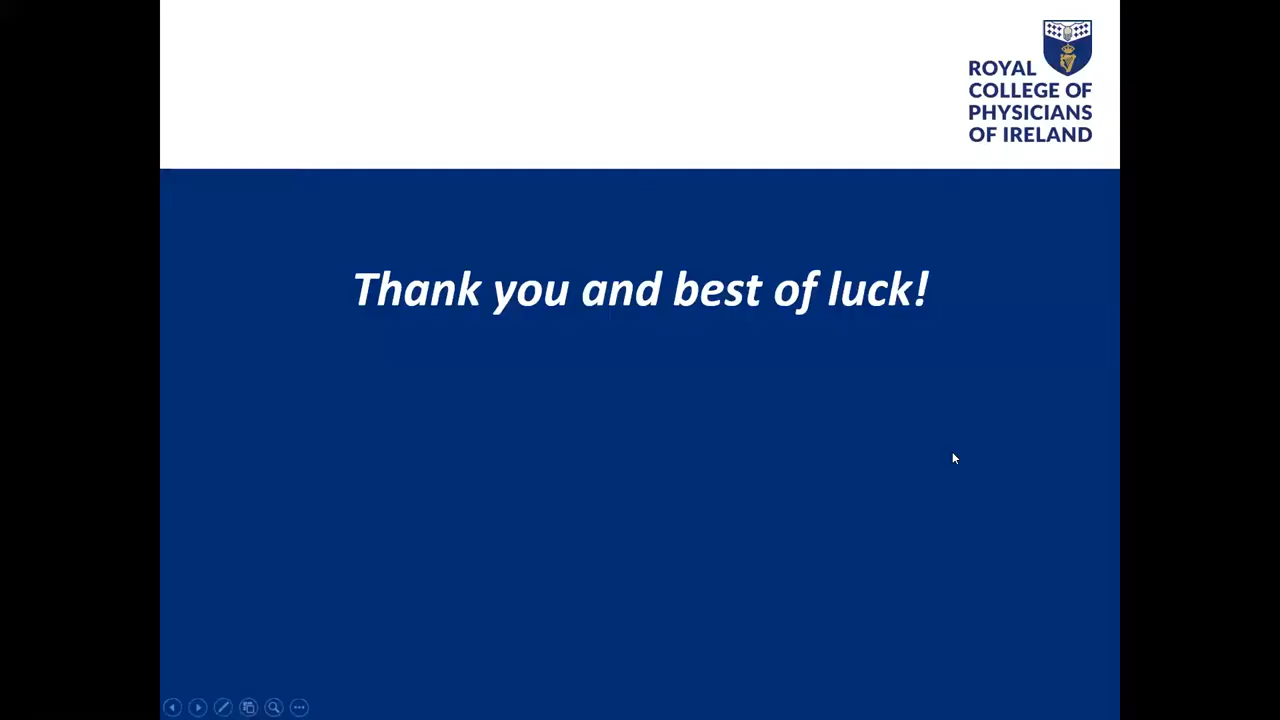 ROYAL
COLLEGE OF
PHYSICIANS
OF IRELAND
Thank you and best of luck!